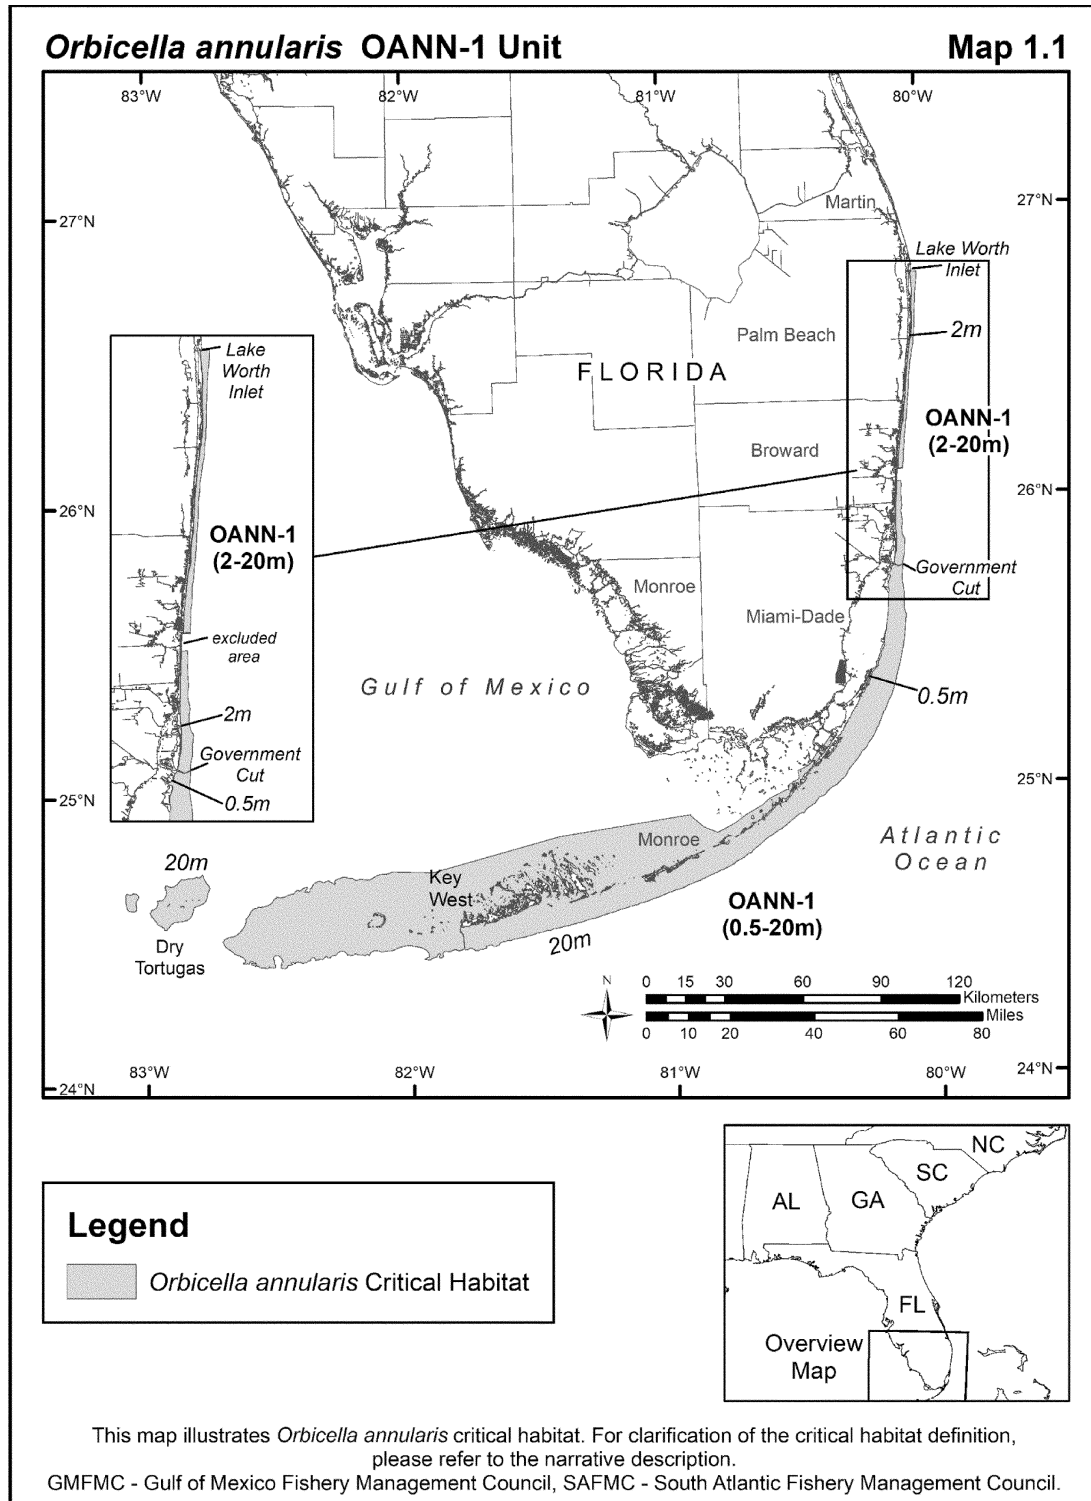 Orbicella annularis OANN-1 Unit
Map 1.1
83°W
82°W
81°W
80°W
27°N
27°N
Martin
Lake Worth
Inlet
2m
Palm Beach
FLORIDA
OANN-1
(2-20m)
Broward
26°N
26°N
Lake
Worth
Inlet
OANN-1
(2-20m)
excluded
area
2m
Government
Cut
0.5m
Government
Cut
Monroe
Miami-Dade
Gulf of Mexico
0.5m
25°N
25°N
Atlantic
Ocean
Monroe
20m
Key
West
OANN-1
(0.5-20m)
20m
Dry
Tortugas
N
0 15 30 60 90 120
Kilometers
Miles
0 10 20 40 60 80
83°W
82°W
81°W
80°W
24°N
24°N
Legend
Orbicella annularis Critical Habitat
NC
SC
AL
GA
FL
Overview
Map
This map illustrates Orbicella annularis critical habitat. For clarification of the critical habitat definition,
please refer to the narrative description.
GMFMC - Gulf of Mexico Fishery Management Council, SAFMC - South Atlantic Fishery Management Council.